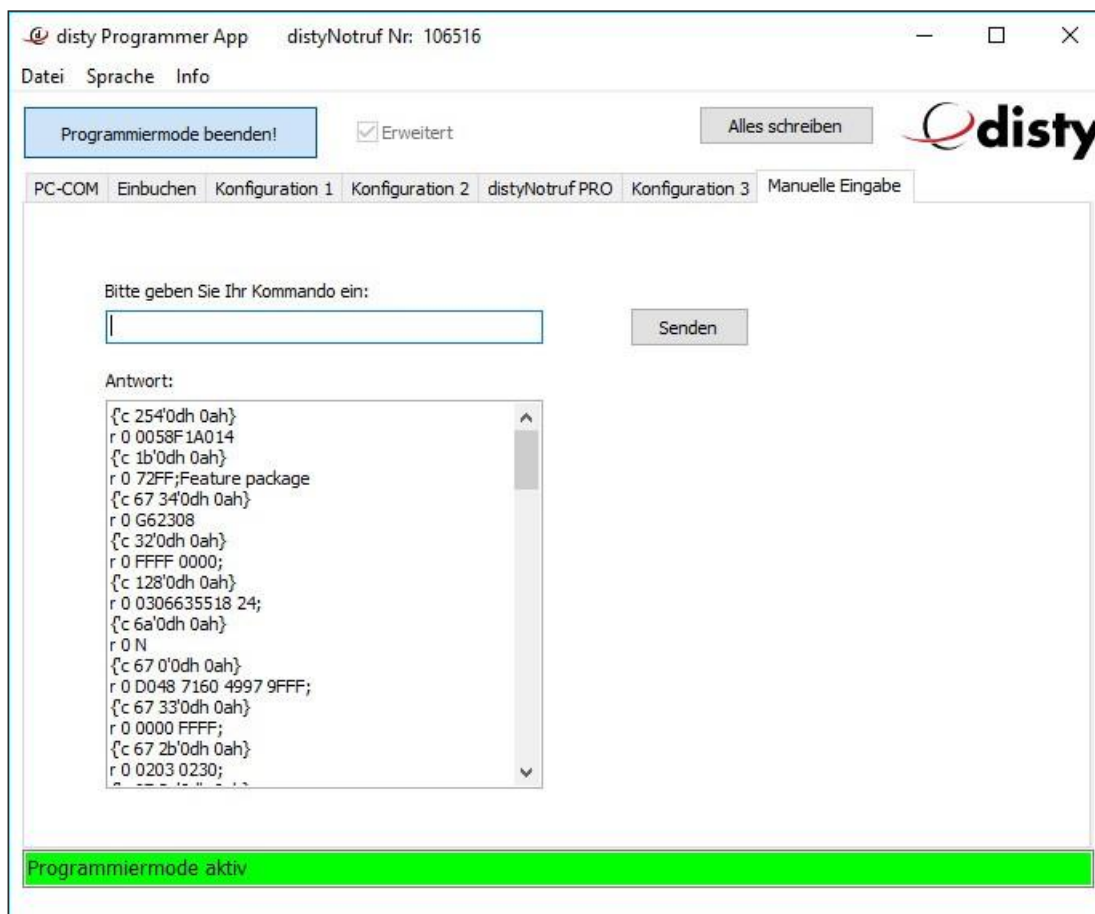 disty Programmer App distyNotruf Nr: 106516
Datei Sprache Info
Programmiermode beenden! Erweitert Alles schreiben disty
PC-COM Einbuchen Konfiguration 1 Konfiguration 2 distyNotruf PRO Konfiguration 3 Manuelle Eingabe
Bitte geben Sie Ihr Kommando ein:
Senden
Antwort:
{'c 254'0dh 0ah}
r 0 0058F1A014
{'c 1b'0dh 0ah}
r 0 72FF;Feature package
{'c 67 34'0dh 0ah}
r 0 G62308
{'c 32'0dh 0ah}
r 0 FFFF 0000;
{'c 128'0dh 0ah}
r 0 0306635518 24;
{'c 6a'0dh 0ah}
r 0 N
{'c 67 0'0dh 0ah}
r 0 D048 7160 4997 9FFF;
{'c 67 33'0dh 0ah}
r 0 0000 FFFF;
{'c 67 2b'0dh 0ah}
r 0 0203 0230;
Programmiermode aktiv